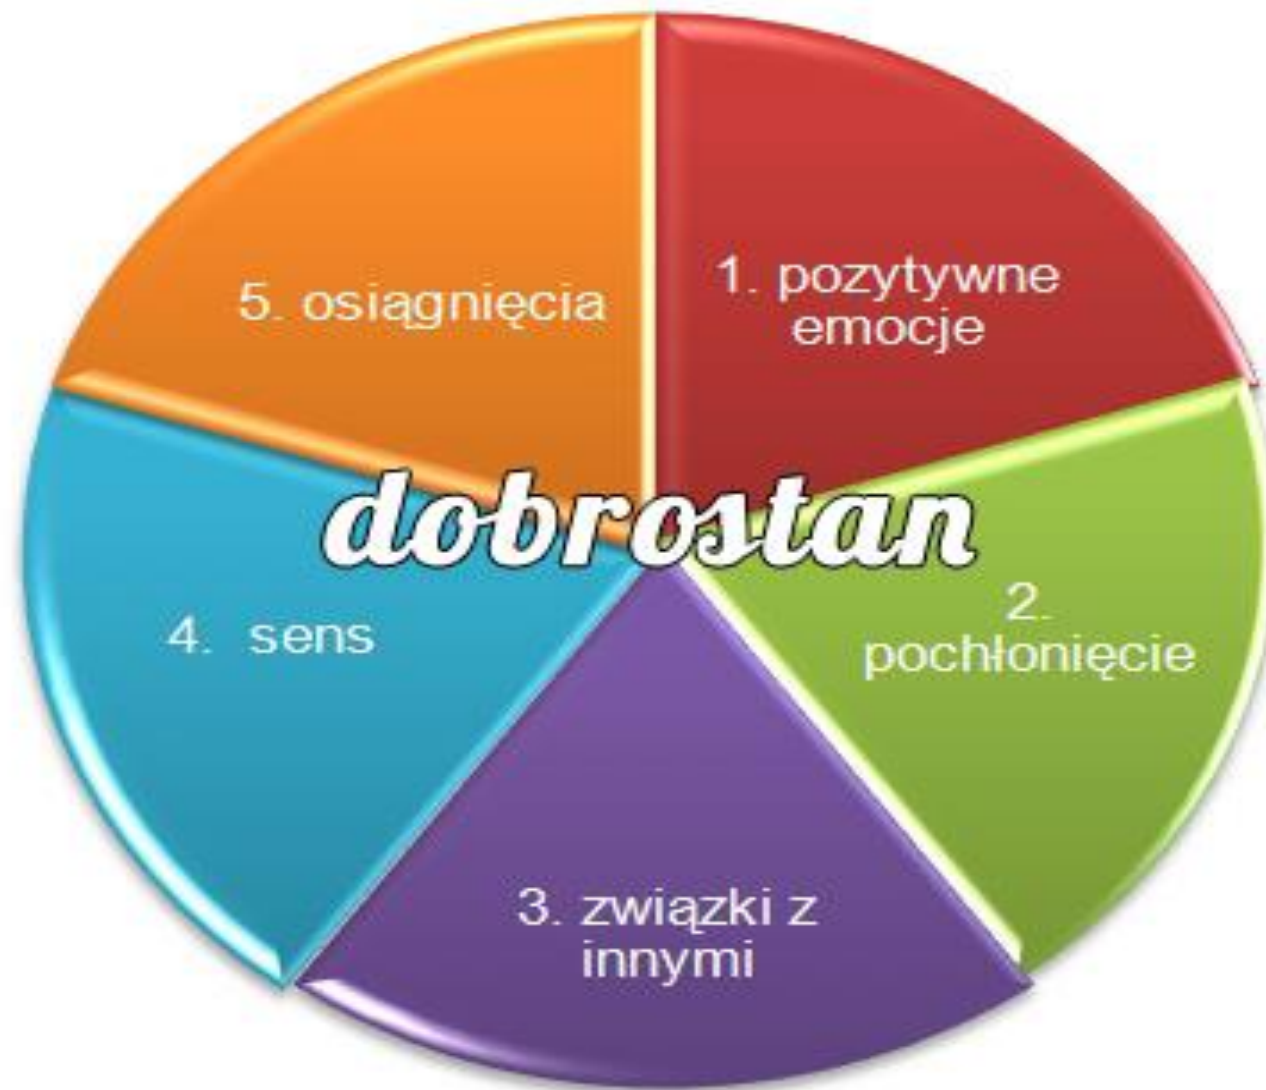 1. pozytywne
emocje
2.
pochłonięcie
3. związki z
innymi
4. sens
5. osiągnięcia
dobrostan